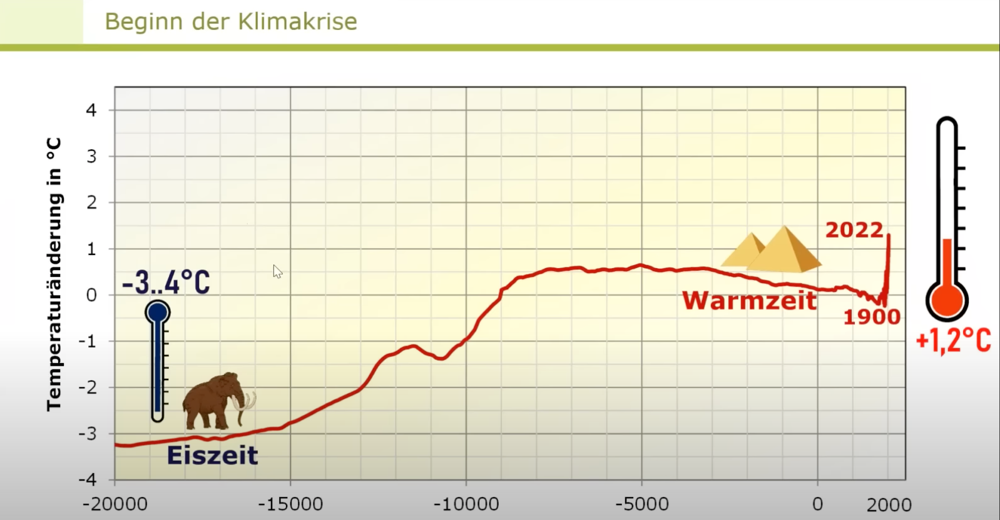 Beginn der Klimakrise
Temperaturänderung in °C
4
3
2
1
0
-1
-2
-3
-4
-3..4°C
Eiszeit
Warmzeit
2022
1900
+1,2°C
-20000 -15000 -10000 -5000 0 2000